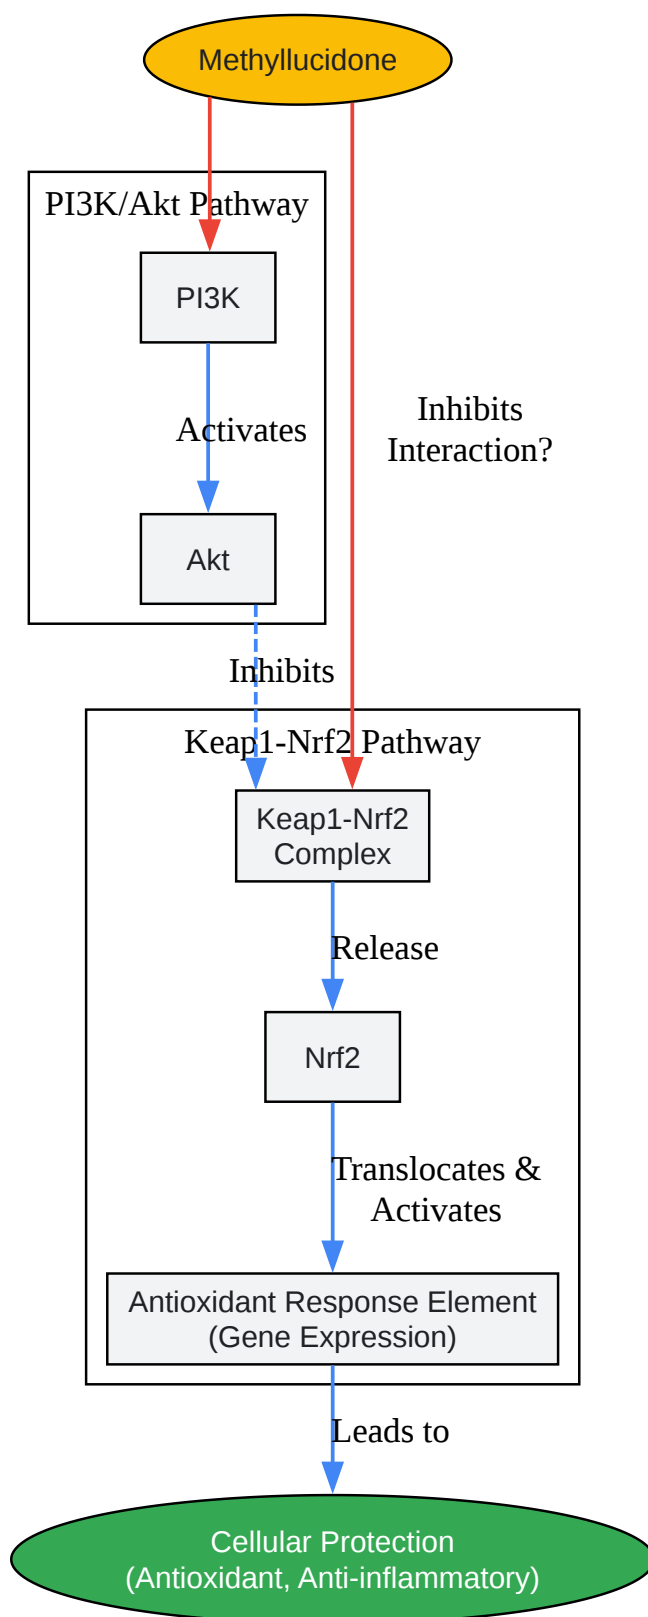 Methyllucidone
PI3K/Akt Pathway
PI3K
Activates
Inhibits
Interaction?
Akt
Inhibits
Keap1-Nrf2 Pathway
Keap1-Nrf2
Complex
Release
Nrf2
Translocates &
Activates
Antioxidant Response Element
(Gene Expression)
Leads to
Cellular Protection
(Antioxidant, Anti-inflammatory)